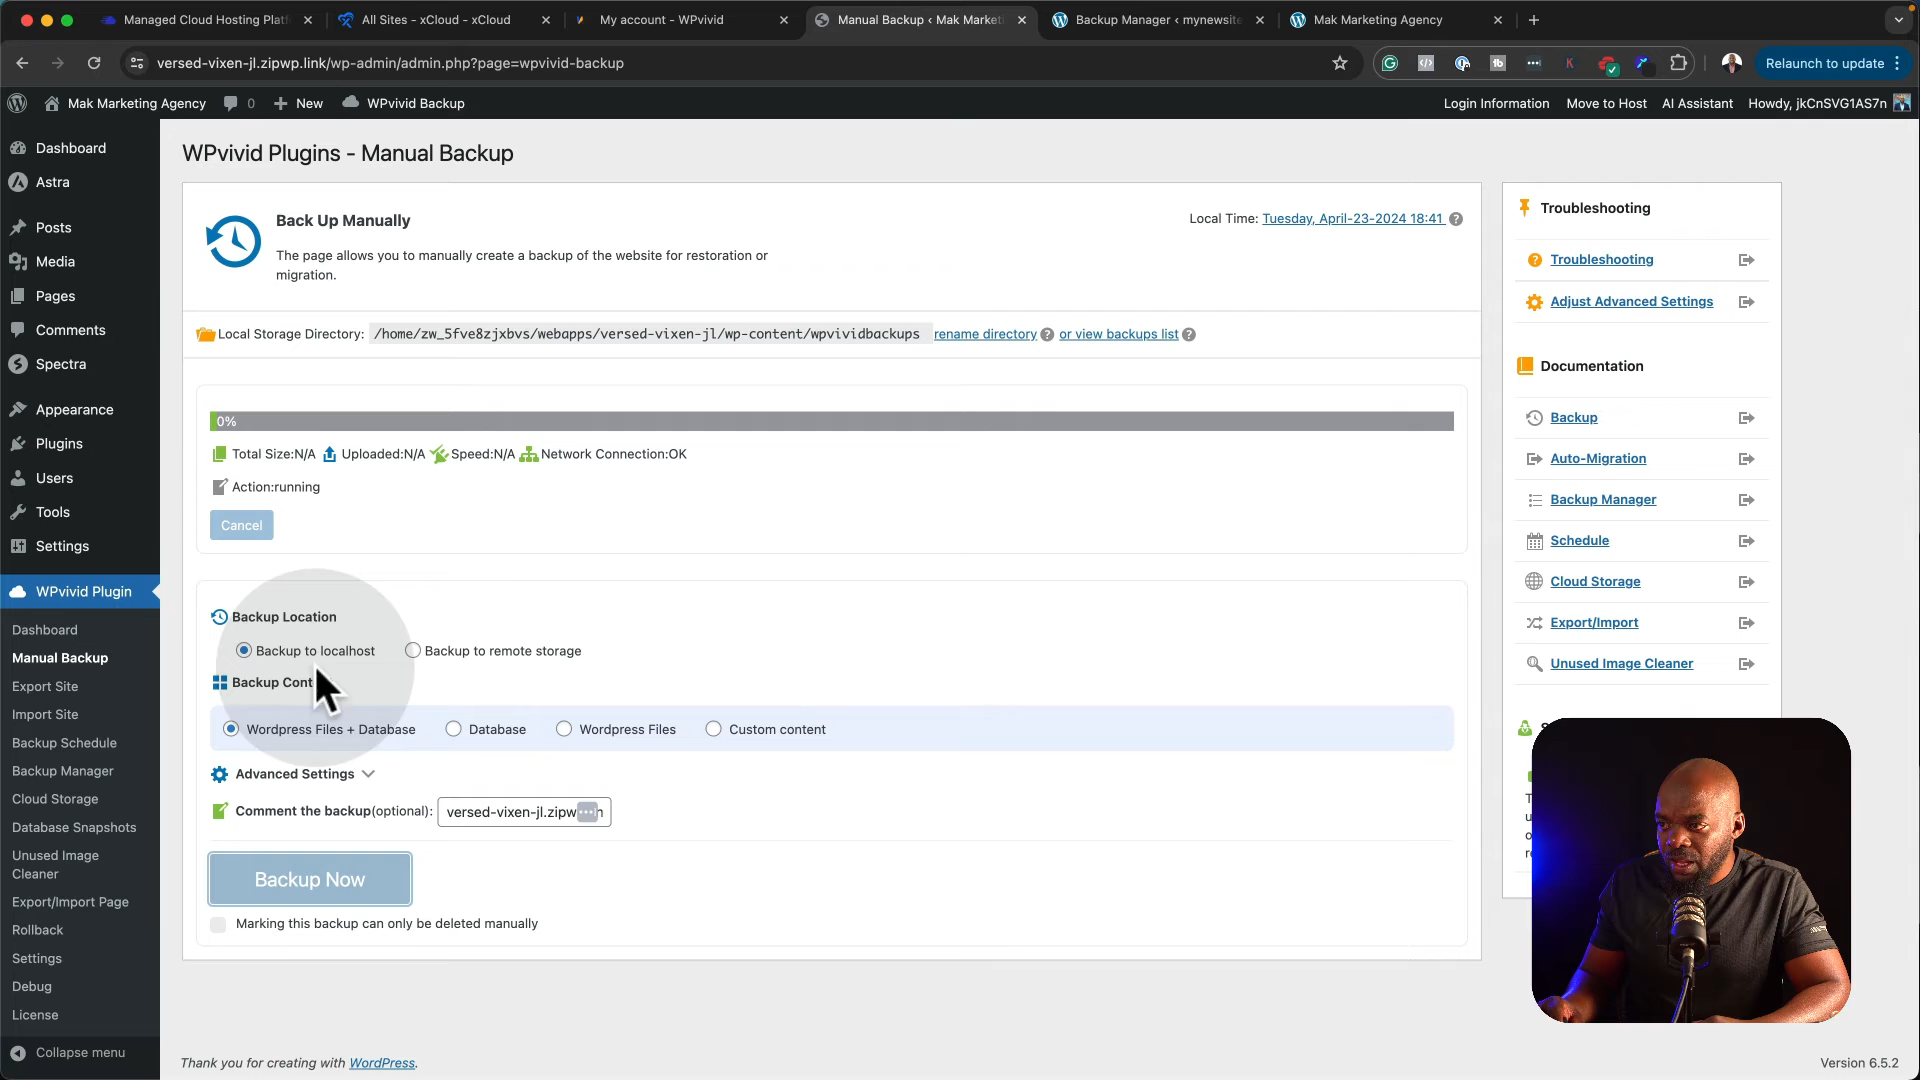 Managed Cloud Hosting Platf
All Sites - xCloud - xCloud
My account - WPvivid
Manual Backup ‹ Mak Market
Backup Manager ‹ mynewsite
Mak Marketing Agency
versed-vixen-jl.zipwp.link/wp-admin/admin.php?page=wpvivid-backup
Relaunch to update
Mak Marketing Agency
0
New
WPvivid Backup
Login Information
Move to Host
AI Assistant
Howdy, jkCnSVG1AS7n
Dashboard
Astra
Posts
Media
Pages
Comments
Spectra
Appearance
Plugins
Users
Tools
Settings
WPvivid Plugin
Dashboard
Manual Backup
Export Site
Import Site
Backup Schedule
Backup Manager
Cloud Storage
Database Snapshots
Unused Image
Cleaner
Export/Import Page
Rollback
Settings
Debug
License
Collapse menu
WPvivid Plugins - Manual Backup
Back Up Manually
Local Time: Tuesday, April-23-2024 18:41
The page allows you to manually create a backup of the website for restoration or
migration.
Local Storage Directory: /home/zw_5fve8zjxbvs/webapps/versed-vixen-jl/wp-content/wpvividbackups rename directory or view backups list
0%
Total Size:N/A Uploaded:N/A Speed:N/A Network Connection:OK
Action:running
Cancel
Backup Location
Backup to localhost
Backup to remote storage
Backup Cont
Wordpress Files + Database
Database
Wordpress Files
Custom content
Advanced Settings
Comment the backup(optional): versed-vixen-jl.zipw
Backup Now
Marking this backup can only be deleted manually
Troubleshooting
Troubleshooting
Adjust Advanced Settings
Documentation
Backup
Auto-Migration
Backup Manager
Schedule
Cloud Storage
Export/Import
Unused Image Cleaner
Thank you for creating with WordPress.
Version 6.5.2